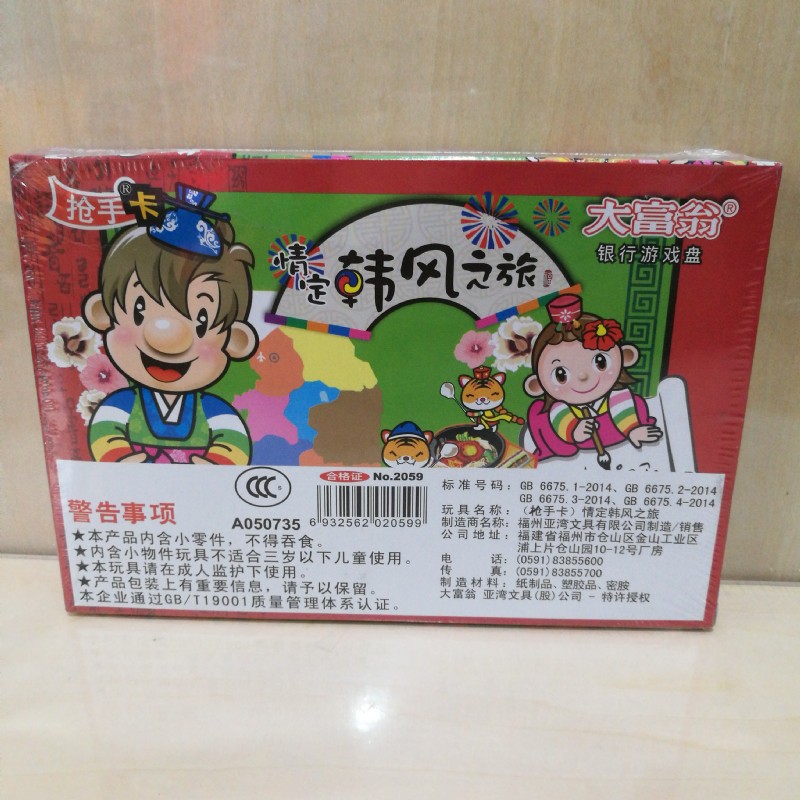 抢手®卡
大富翁®
银行游戏盘
情定韩风之旅
警告事项
CCC S
合格证 No.2059
A050735
6 932562 020599
★本产品内含小零件，不得吞食。
★内含小物件玩具不适合三岁以下儿童使用。
★本玩具请在成人监护下使用。
★产品包装上有重要信息，请予以保留。
本企业通过GB/T19001质量管理体系认证。
标准号码： GB 6675.1-2014、GB 6675.2-2014
GB 6675.3-2014、GB 6675.4-2014
玩具名称：（抢手卡）情定韩风之旅
制造商名称：福州亚湾文具有限公司制造/销售
公司地址：福建省福州市仓山区金山工业区
浦上片仓山园10-12号厂房
电 话：(0591)83855600
传 真：(0591)83855700
制造材料：纸制品、塑胶品、密胺
大富翁 亚湾文具(股)公司 - 特许授权